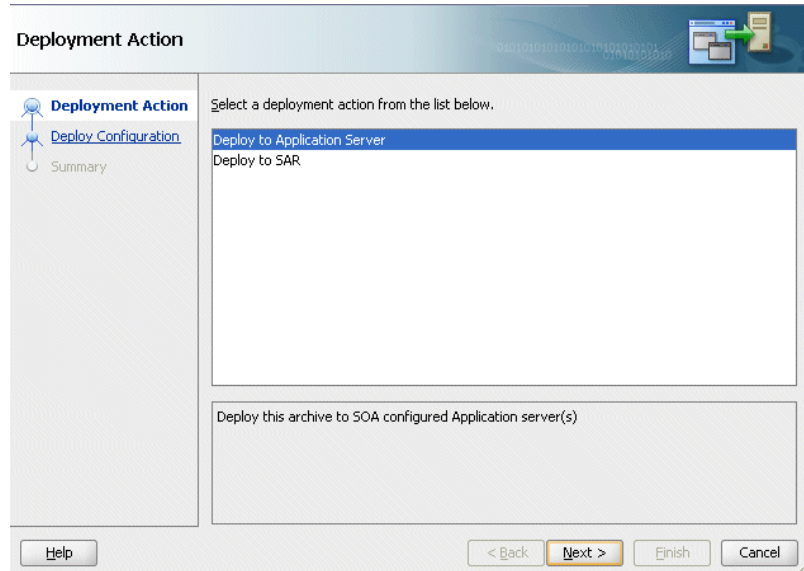 Deployment Action
Deployment Action
Deploy Configuration
Summary
Select a deployment action from the list below.
Deploy to Application Server
Deploy to SAR
Deploy this archive to SOA configured Application server(s)
Help
< Back
Next >
Finish
Cancel